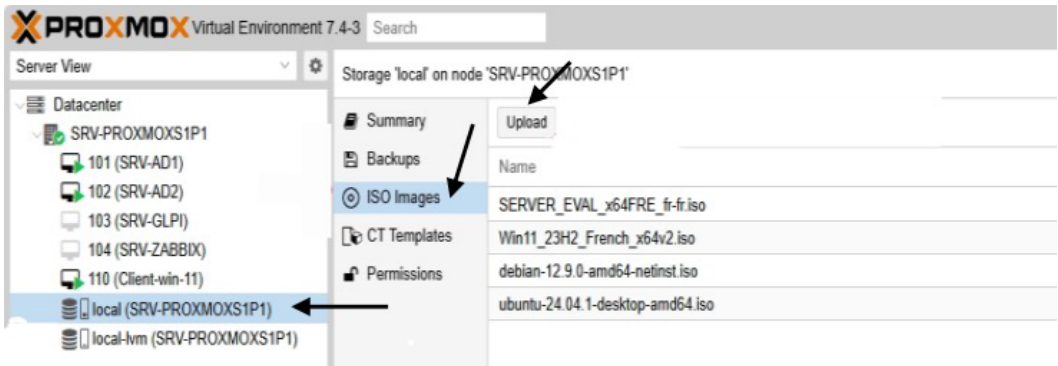 PROXMOX Virtual Environment 7.4-3 Search
Server View
Storage 'local' on node 'SRV-PROXMOXS1P1'
Datacenter
SRV-PROXMOXS1P1
101 (SRV-AD1)
102 (SRV-AD2)
103 (SRV-GLPI)
104 (SRV-ZABBIX)
110 (Client-win-11)
local (SRV-PROXMOXS1P1)
local-lvm (SRV-PROXMOXS1P1)
Summary
Backups
ISO Images
CT Templates
Permissions
Upload
Name
SERVER_EVAL_x64FRE_fr-fr.iso
Win11_23H2_French_x64v2.iso
debian-12.9.0-amd64-netinst.iso
ubuntu-24.04.1-desktop-amd64.iso